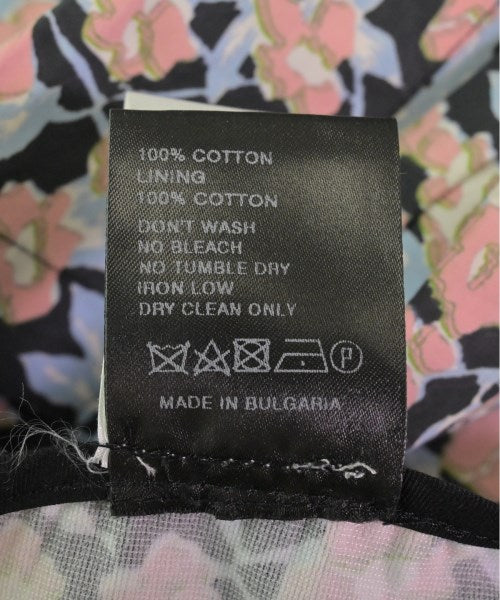 100% COTTON
LINING
100% COTTON
DON'T WASH
NO BLEACH
NO TUMBLE DRY
IRON LOW
DRY CLEAN ONLY
P
MADE IN BULGARIA